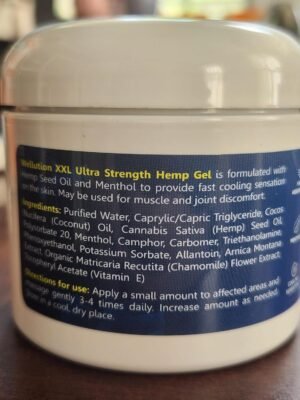 Wellution XXL Ultra Strength Hemp Gel is formulated with
Hemp Seed Oil and Menthol to provide fast cooling sensation
on the skin. May be used for muscle and joint discomfort.
Ingredients: Purified Water, Caprylic/Capric Triglyceride, Cocos
Nucifera (Coconut) Oil, Cannabis Sativa (Hemp) Seed Oil,
Polysorbate 20, Menthol, Camphor, Carbomer, Triethanolamine,
Phenoxyethanol, Potassium Sorbate, Allantoin, Arnica Montana
Extract, Organic Matricaria Recutita (Chamomile) Flower Extract,
Tocopheryl Acetate (Vitamin E)
Directions for use: Apply a small amount to affected areas and
massage gently 3-4 times daily. Increase amount as needed.
Store in a cool, dry place.